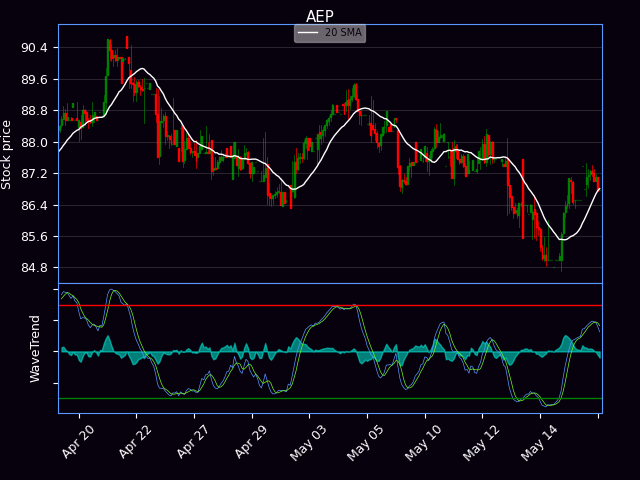 AEP
20 SMA
Stock price
90.4
89.6
88.8
88.0
87.2
86.4
85.6
84.8
WaveTrend
Apr 20
Apr 22
Apr 27
Apr 29
May 03
May 05
May 10
May 12
May 14